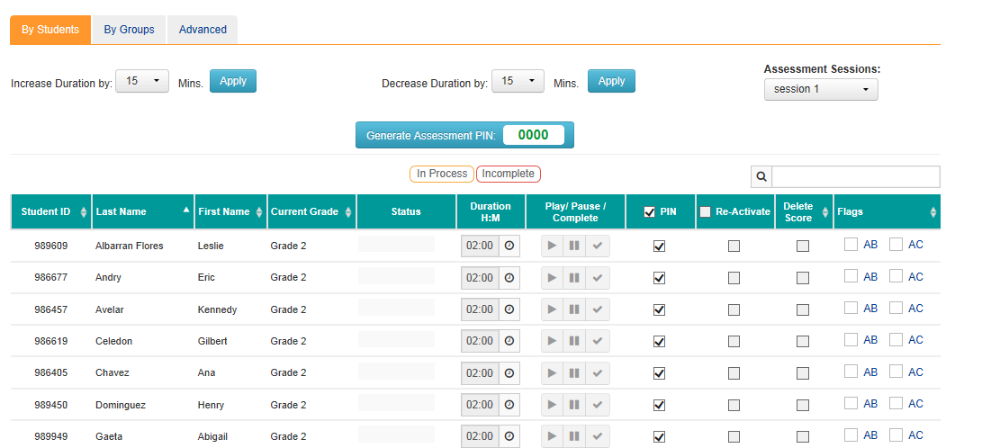 By Students By Groups Advanced
Assessment Sessions:
Increase Duration by: 15 Mins. Apply Decrease Duration by: 15 Mins. Apply session 1
Generate Assessment PIN: 0000
In Process Incomplete
Student ID Last Name First Name Current Grade Status Duration H:M Play/ Pause / Complete PIN Re-Activate Delete Score Flags
989609 Albarran Flores Leslie Grade 2 02:00 AB AC
986677 Andry Eric Grade 2 02:00 AB AC
986457 Avelar Kennedy Grade 2 02:00 AB AC
986619 Celedon Gilbert Grade 2 02:00 AB AC
986405 Chavez Ana Grade 2 02:00 AB AC
989450 Dominguez Henry Grade 2 02:00 AB AC
989949 Gaeta Abigail Grade 2 02:00 AB AC